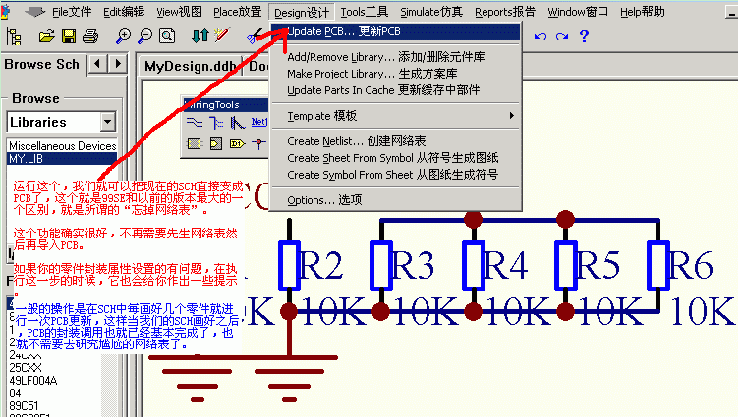 File文件 Edit编辑 View视图 Place放置 Design设计 Tools工具 Simulate仿真 Reports报告 Window窗口 Help帮助
Update PCB... 更新PCB
Add/Remove Library... 添加/删除元件库
Make Project Library... 生成方案库
Update Parts In Cache 更新缓存中部件
Tempate 模板
Create Netlist... 创建网络表
Create Sheet From Symbol 从符号生成图纸
Create Symbol From Sheet 从图纸生成符号
Options... 选项
Browse Sch
MyDesign.ddb
Browse
Libraries
Miscellaneous Devices
WiringTools
Net1
D1
运行这个，我们就可以把现在的SCH直接变成
PCB了，这个就是99SE和以前的版本最大的一
个区别，就是所谓的“忘掉网络表”。
这个功能确实很好，不再需要先生网络表然
后再导入PCB。
如果你的零件封装属性设置的有问题，在执
行这一步的时侯，它也会给你作出一些提示
。
一般的操作是在SCH中每画好几个零件就进
行一次PCB更新，这样当我们的SCH画好之后
，PCB的封装调用也就已经基本完成了，也
就不需要去研究尴尬的网络表了。
R2 R3 R4 R5 R6
K 10K 10K 10K 10K 10K
24CXX
25CXX
49LF004A
04
89C51